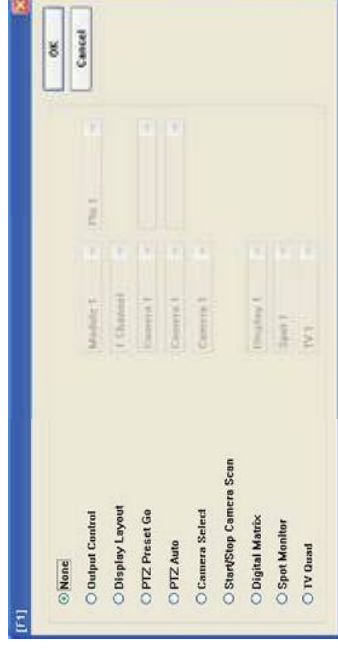 [F1]
None
Output Control Module 1 Pin 1
Display Layout 1 Channel
PTZ Preset Go Camera 1
PTZ Auto Camera 1
Camera Select Camera 1
Start/Stop Camera Scan
Digital Matrix Display 1
Spot Monitor Spot 1
TV Quad TV 1
OK
Cancel